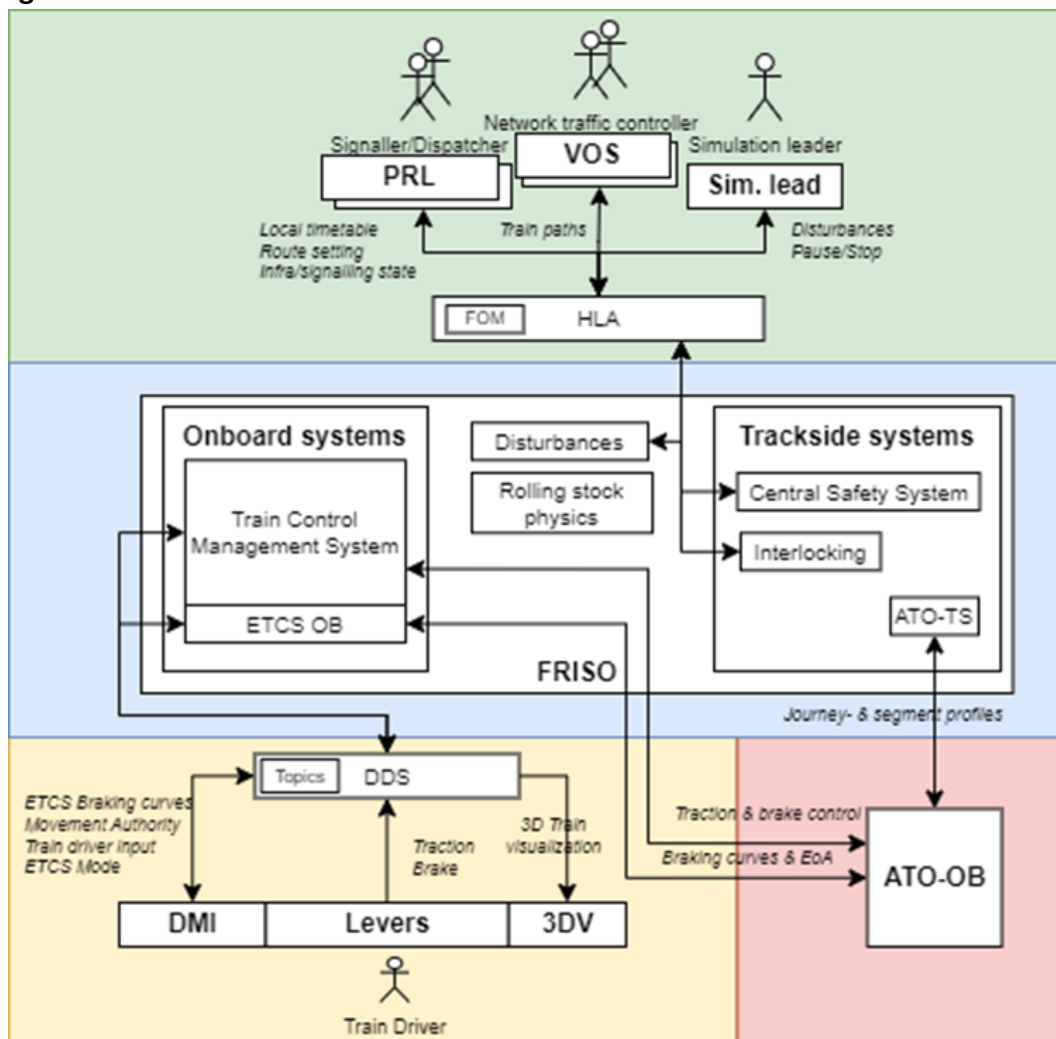 Network traffic controller
Signaller/Dispatcher
Simulation leader
PRL
VOS
Sim. lead
Local timetable
Route setting
Infra/signalling state
Train paths
Disturbances
Pause/Stop
FOM
HLA
Onboard systems
Train Control
Management System
ETCS OB
Disturbances
Rolling stock
physics
Trackside systems
Central Safety System
Interlocking
ATO-TS
FRISO
Journey- & segment profiles
Topics
DDS
ETCS Braking curves
Movement Authority
Train driver input
ETCS Mode
Traction
Brake
3D Train
visualization
Traction & brake control
Braking curves & EoA
ATO-OB
DMI
Levers
3DV
Train Driver